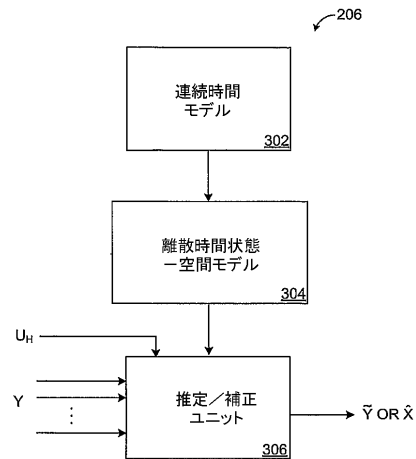 206
連続時間
モデル
302
離散時間状態
ー空間モデル
304
U_H
Y
⋮
推定/補正
ユニット
306
Ỹ OR X̂